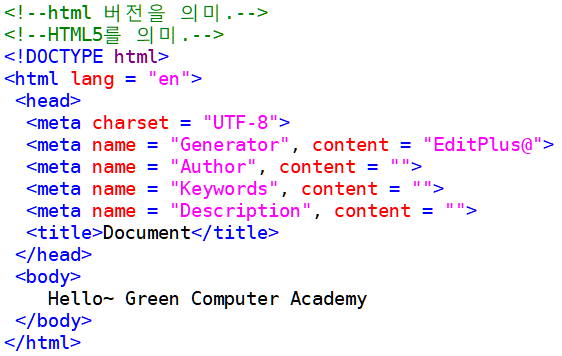 <!--html 버전을 의미.-->
<!--HTML5를 의미.-->
<!DOCTYPE html>
<html lang = "en">
<head>
<meta charset = "UTF-8">
<meta name = "Generator", content = "EditPlus@">
<meta name = "Author", content = "">
<meta name = "Keywords", content = "">
<meta name = "Description", content = "">
<title>Document</title>
</head>
<body>
Hello~ Green Computer Academy
</body>
</html>